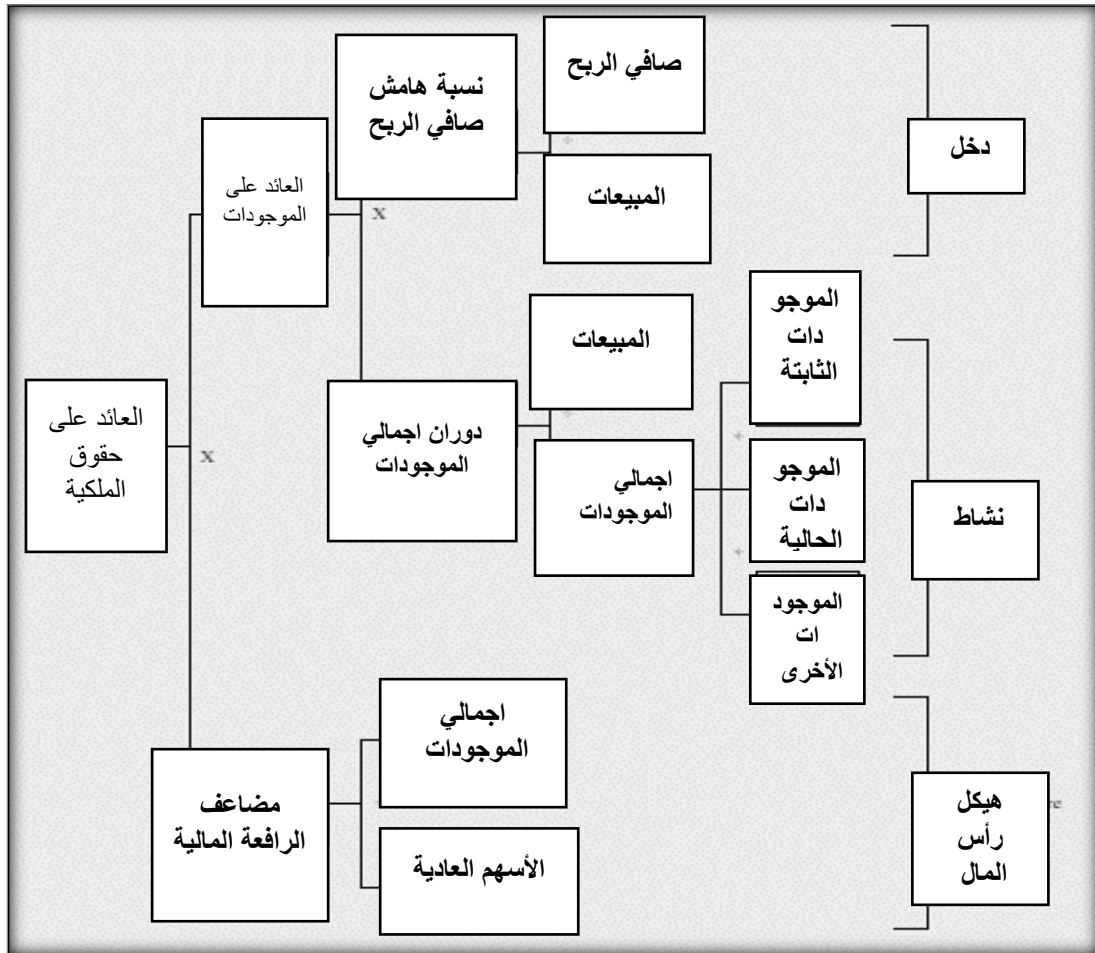 صافي الربح
نسبة هامش
صافي الربح
دخل
العائد على
الموجودات
المبيعات
X
الموجو
دات
الثابتة
المبيعات
العائد على
حقوق
الملكية
X
دوران اجمالي
الموجودات
اجمالي
الموجودات
+
الموجو
دات
الحالية
+
نشاط
الموجود
ات
الأخرى
اجمالي
الموجودات
مضاعف
الرافعة المالية
هيكل
رأس
المال
re
الأسهم العادية